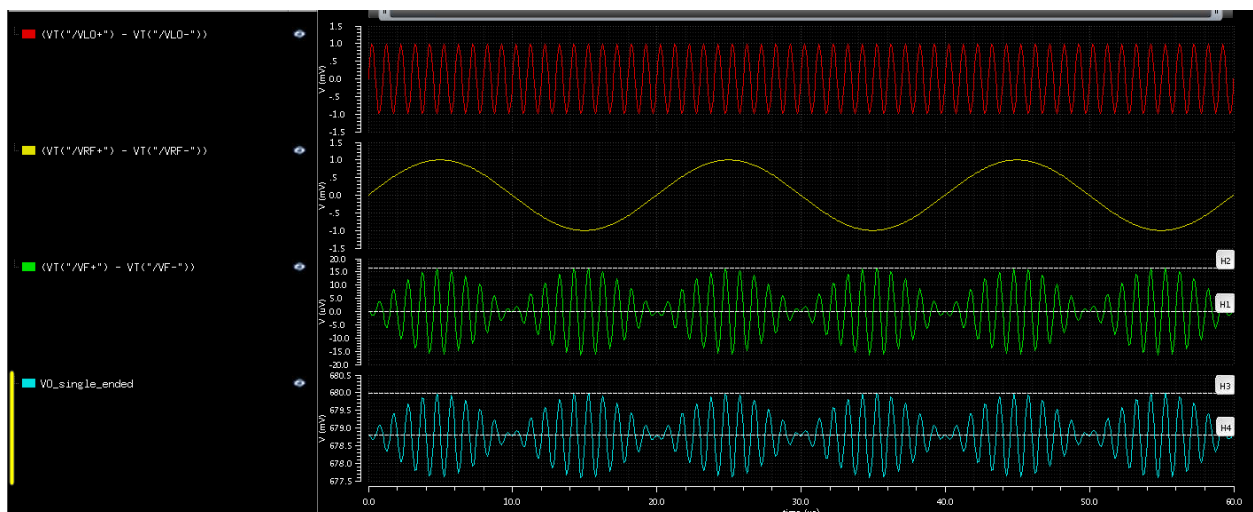 (VT("/VLO+") - VT("/VLO-"))
1.5
1.0
.5
0.0
-.5
-1.0
-1.5
V (mV)
(VT("/VRF+") - VT("/VRF-"))
1.5
1.0
.5
0.0
-.5
-1.0
-1.5
V (mV)
(VT("/VF+") - VT("/VF-"))
20.0
15.0
10.0
5.0
0.0
-5.0
-10.0
-15.0
-20.0
V (uV)
H2
H1
VO_single_ended
680.5
680.0
679.5
679.0
678.5
678.0
677.5
V (mV)
H3
H4
0.0 10.0 20.0 30.0 40.0 50.0 60.0
time (us)